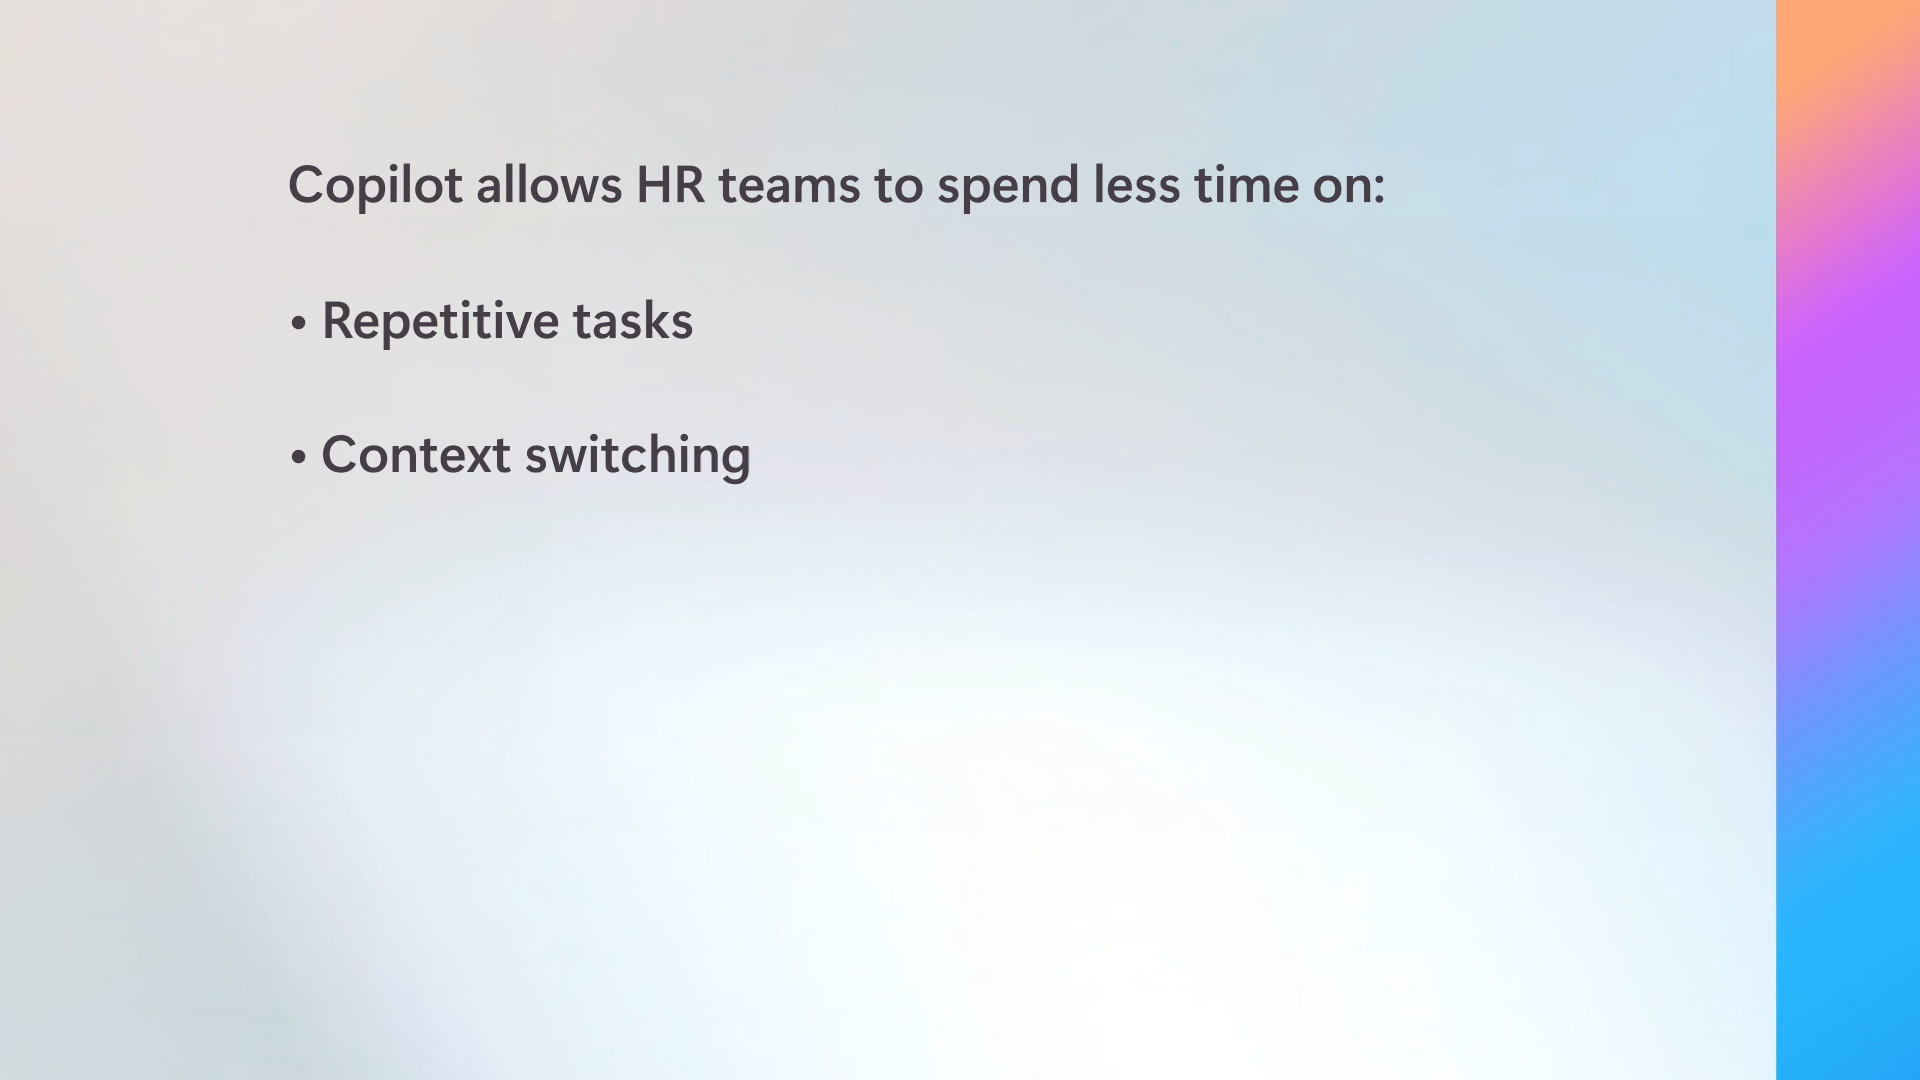 Copilot allows HR teams to spend less time on:
• Repetitive tasks
• Context switching